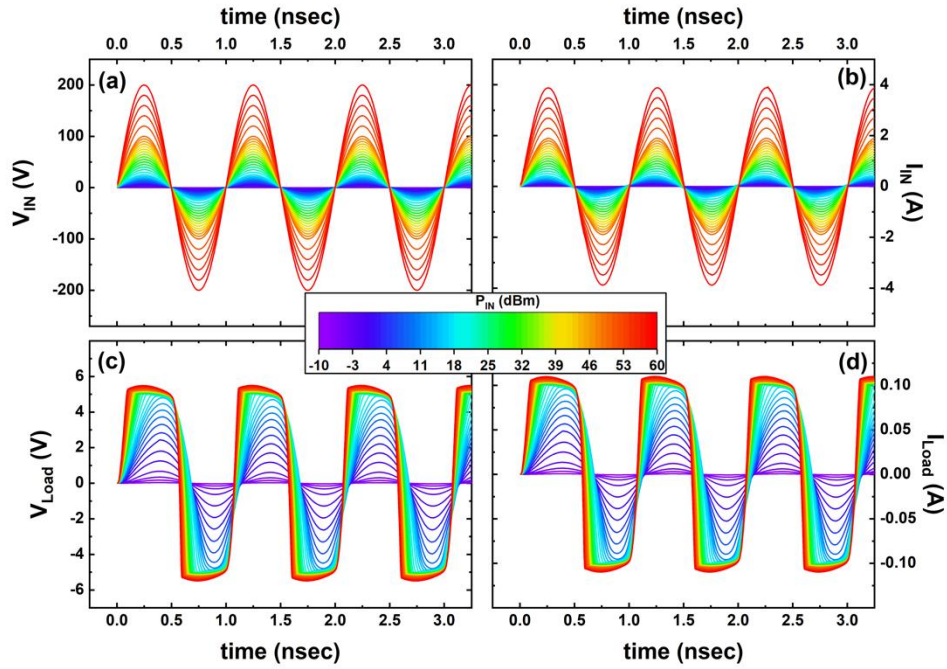 time (nsec) time (nsec)
0.0 0.5 1.0 1.5 2.0 2.5 3.0 0.0 0.5 1.0 1.5 2.0 2.5 3.0
(a) (b)
200 4
100 2
0 0
-100 -2
-200 -4
V_IN (V) I_IN (A)
P_IN (dBm)
-10 -3 4 11 18 25 32 39 46 53 60
(c) (d)
6 0.10
4 0.05
2 0.00
0 -0.05
-2 -0.10
-4
-6
V_Load (V) I_Load (A)
0.0 0.5 1.0 1.5 2.0 2.5 3.0 0.0 0.5 1.0 1.5 2.0 2.5 3.0
time (nsec) time (nsec)